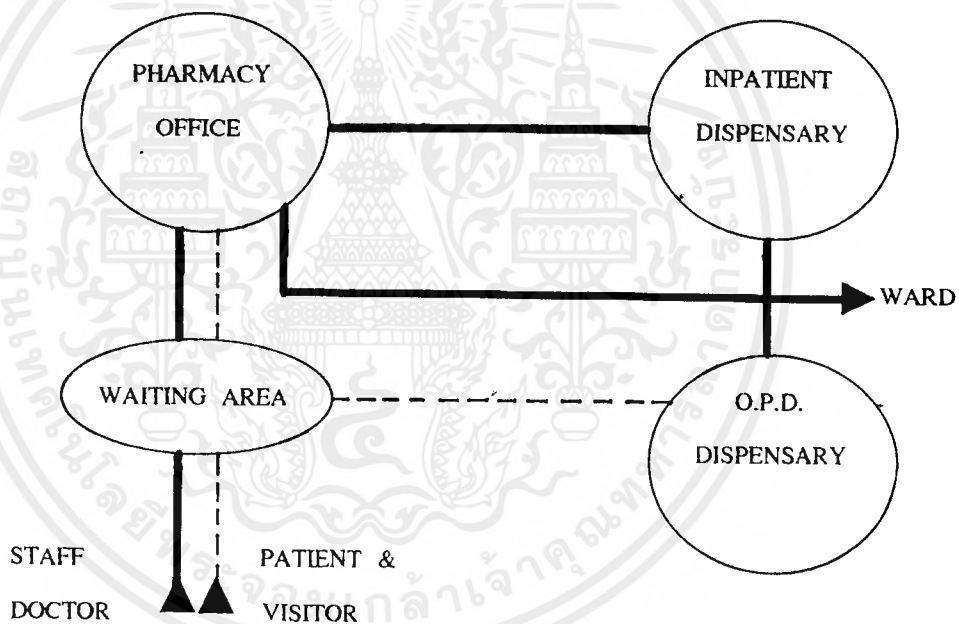 PHARMACY
OFFICE
INPATIENT
DISPENSARY
WARD
WAITING AREA
O.P.D.
DISPENSARY
STAFF
DOCTOR
PATIENT &
VISITOR